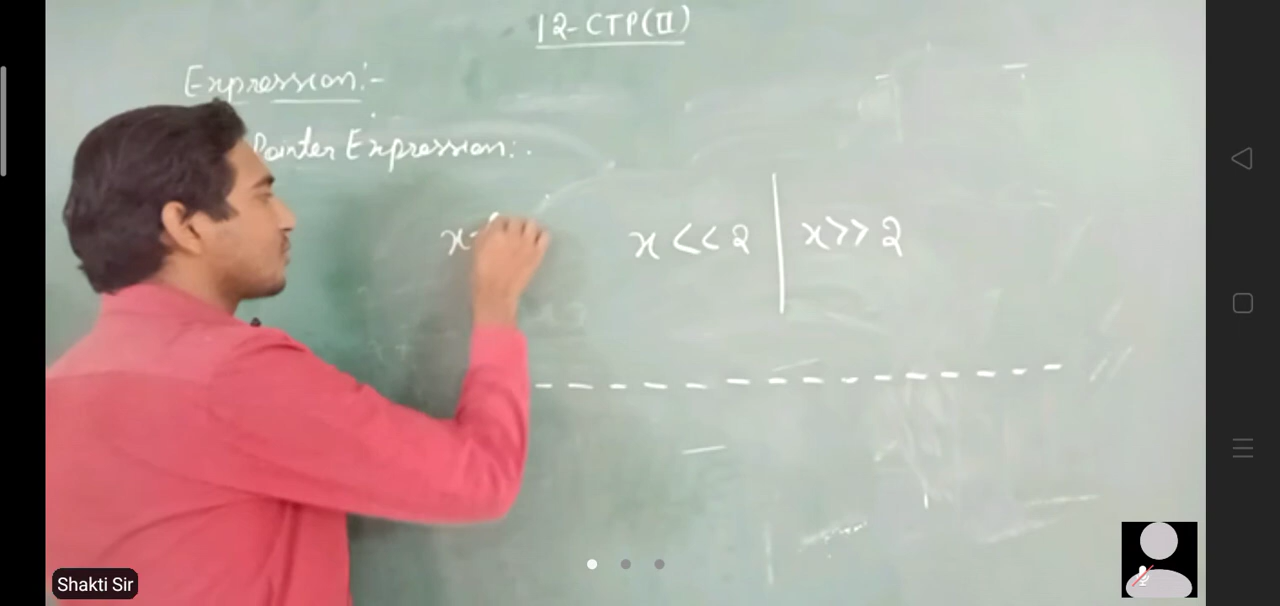 12-CTP(II)
Expression:-
Pointer Expression:.
x<<2 | x>>2
Shakti Sir